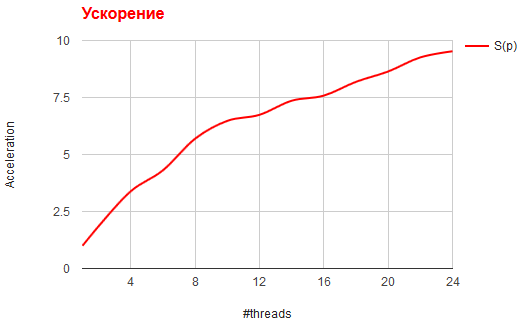 Ускорение
S(p)
Acceleration
10
7.5
5
2.5
0
4 8 12 16 20 24
#threads